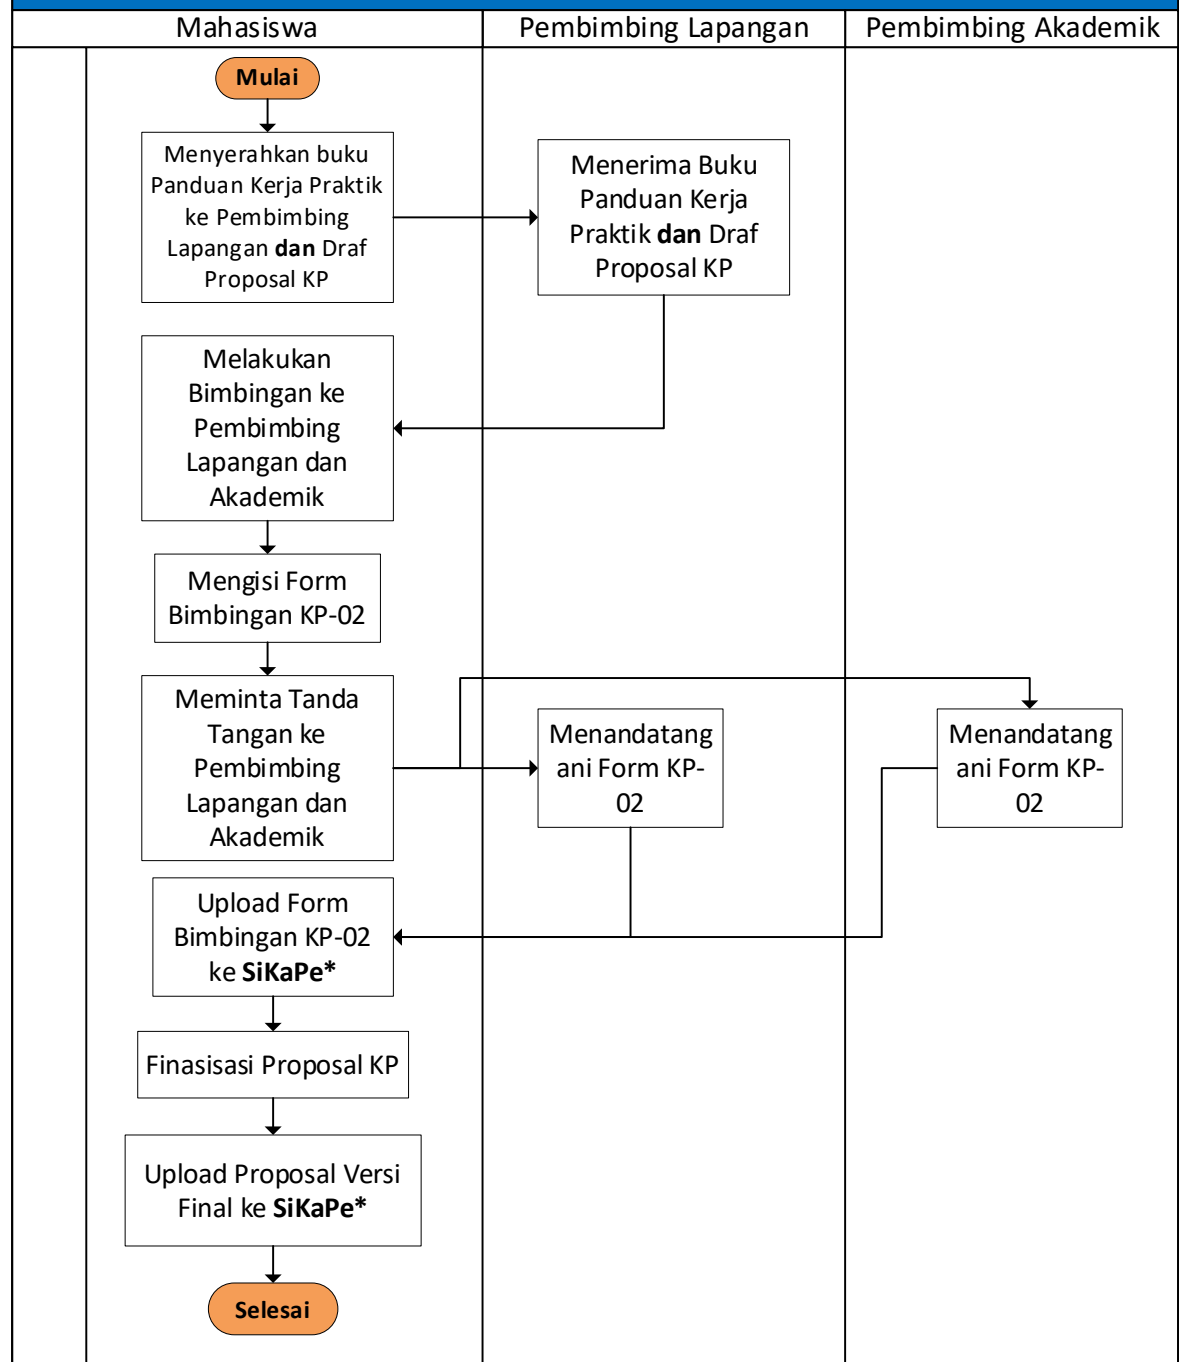 Mahasiswa
Pembimbing Lapangan
Pembimbing Akademik
Mulai
Menyerahkan buku
Panduan Kerja Praktik
ke Pembimbing
Lapangan dan Draf
Proposal KP
Menerima Buku
Panduan Kerja
Praktik dan Draf
Proposal KP
Melakukan
Bimbingan ke
Pembimbing
Lapangan dan
Akademik
Mengisi Form
Bimbingan KP-02
Meminta Tanda
Tangan ke
Pembimbing
Lapangan dan
Akademik
Menandatang
ani Form KP-
02
Menandatang
ani Form KP-
02
Upload Form
Bimbingan KP-02
ke SiKaPe*
Finasisasi Proposal KP
Upload Proposal Versi
Final ke SiKaPe*
Selesai